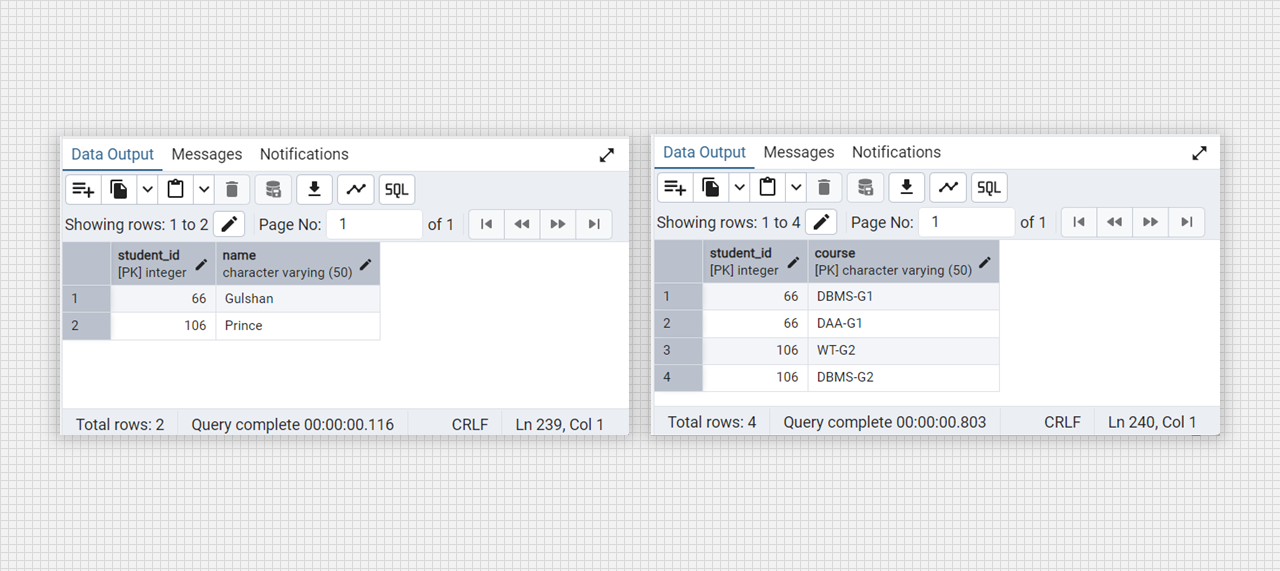 Data Output Messages Notifications
SQL
Showing rows: 1 to 2 Page No: 1 of 1
student_id name
[PK] integer character varying (50)
1 66 Gulshan
2 106 Prince
Total rows: 2 Query complete 00:00:00.116 CRLF Ln 239, Col 1
Data Output Messages Notifications
SQL
Showing rows: 1 to 4 Page No: 1 of 1
student_id course
[PK] integer [PK] character varying (50)
1 66 DBMS-G1
2 66 DAA-G1
3 106 WT-G2
4 106 DBMS-G2
Total rows: 4 Query complete 00:00:00.803 CRLF Ln 240, Col 1